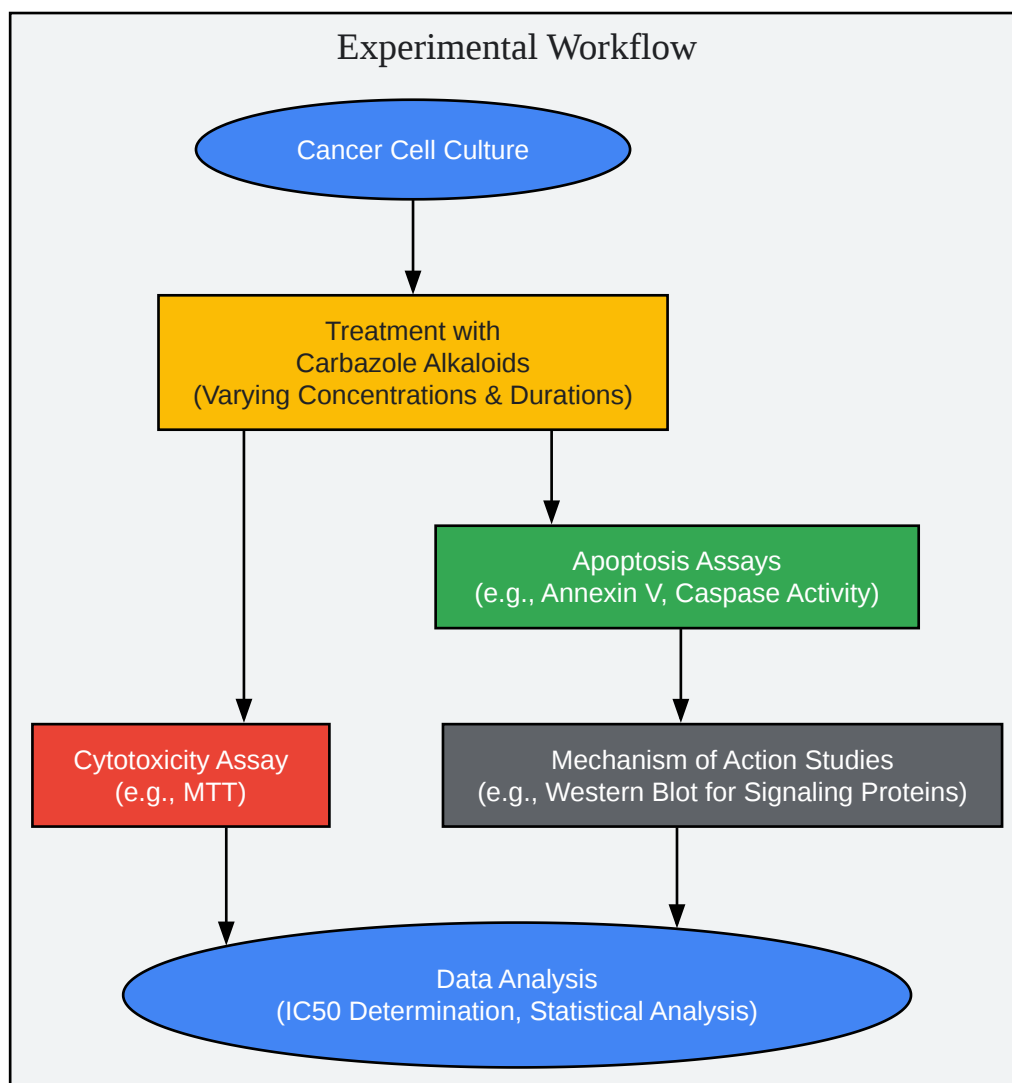 Experimental Workflow
Cancer Cell Culture
Treatment with
Carbazole Alkaloids
(Varying Concentrations & Durations)
Apoptosis Assays
(e.g., Annexin V, Caspase Activity)
Cytotoxicity Assay
(e.g., MTT)
Mechanism of Action Studies
(e.g., Western Blot for Signaling Proteins)
Data Analysis
(IC50 Determination, Statistical Analysis)